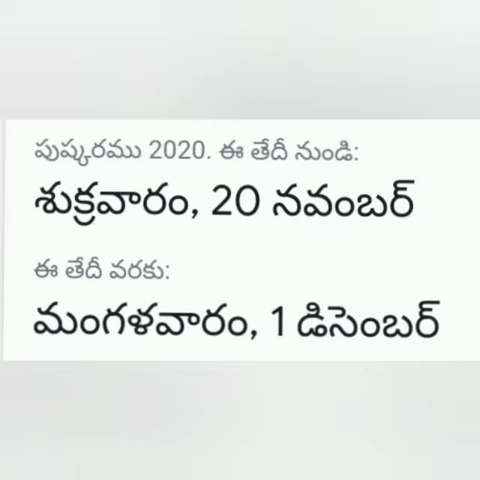 పుష్కరము 2020. ఈ తేదీ నుండి:
శుక్రవారం, 20 నవంబర్
ఈ తేదీ వరకు:
మంగళవారం, 1 డిసెంబర్